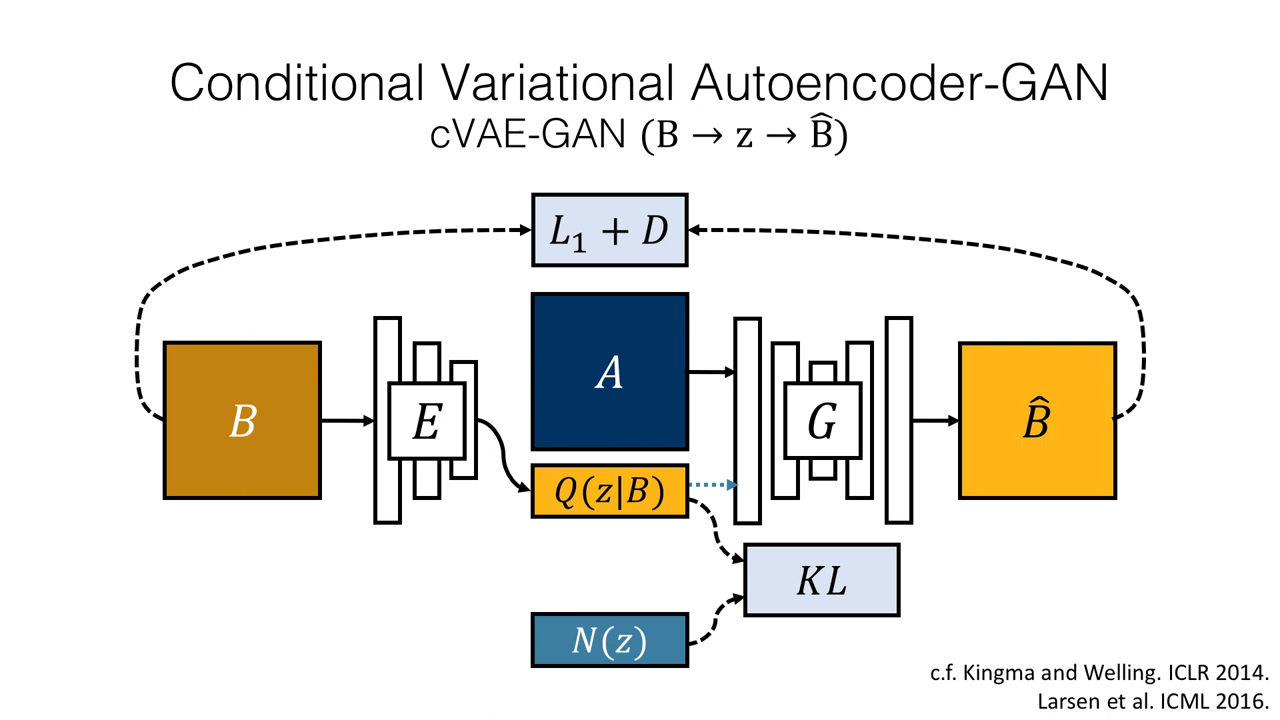 Conditional Variational Autoencoder-GAN
cVAE-GAN (B → z → B̂)
L₁ + D
A
B
E
G
B̂
Q(z|B)
KL
N(z)
c.f. Kingma and Welling. ICLR 2014.
Larsen et al. ICML 2016.